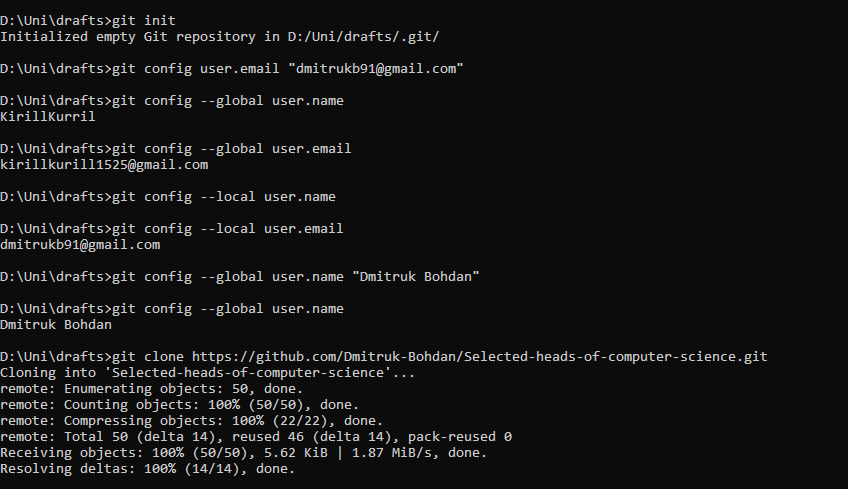 D:\Uni\drafts>git init
Initialized empty Git repository in D:/Uni/drafts/.git/
D:\Uni\drafts>git config user.email "dmitrukb91@gmail.com"
D:\Uni\drafts>git config --global user.name
KirillKurril
D:\Uni\drafts>git config --global user.email
kirillkurill1525@gmail.com
D:\Uni\drafts>git config --local user.name
D:\Uni\drafts>git config --local user.email
dmitrukb91@gmail.com
D:\Uni\drafts>git config --global user.name "Dmitruk Bohdan"
D:\Uni\drafts>git config --global user.name
Dmitruk Bohdan
D:\Uni\drafts>git clone https://github.com/Dmitruk-Bohdan/Selected-heads-of-computer-science.git
Cloning into 'Selected-heads-of-computer-science'...
remote: Enumerating objects: 50, done.
remote: Counting objects: 100% (50/50), done.
remote: Compressing objects: 100% (22/22), done.
remote: Total 50 (delta 14), reused 46 (delta 14), pack-reused 0
Receiving objects: 100% (50/50), 5.62 KiB | 1.87 MiB/s, done.
Resolving deltas: 100% (14/14), done.